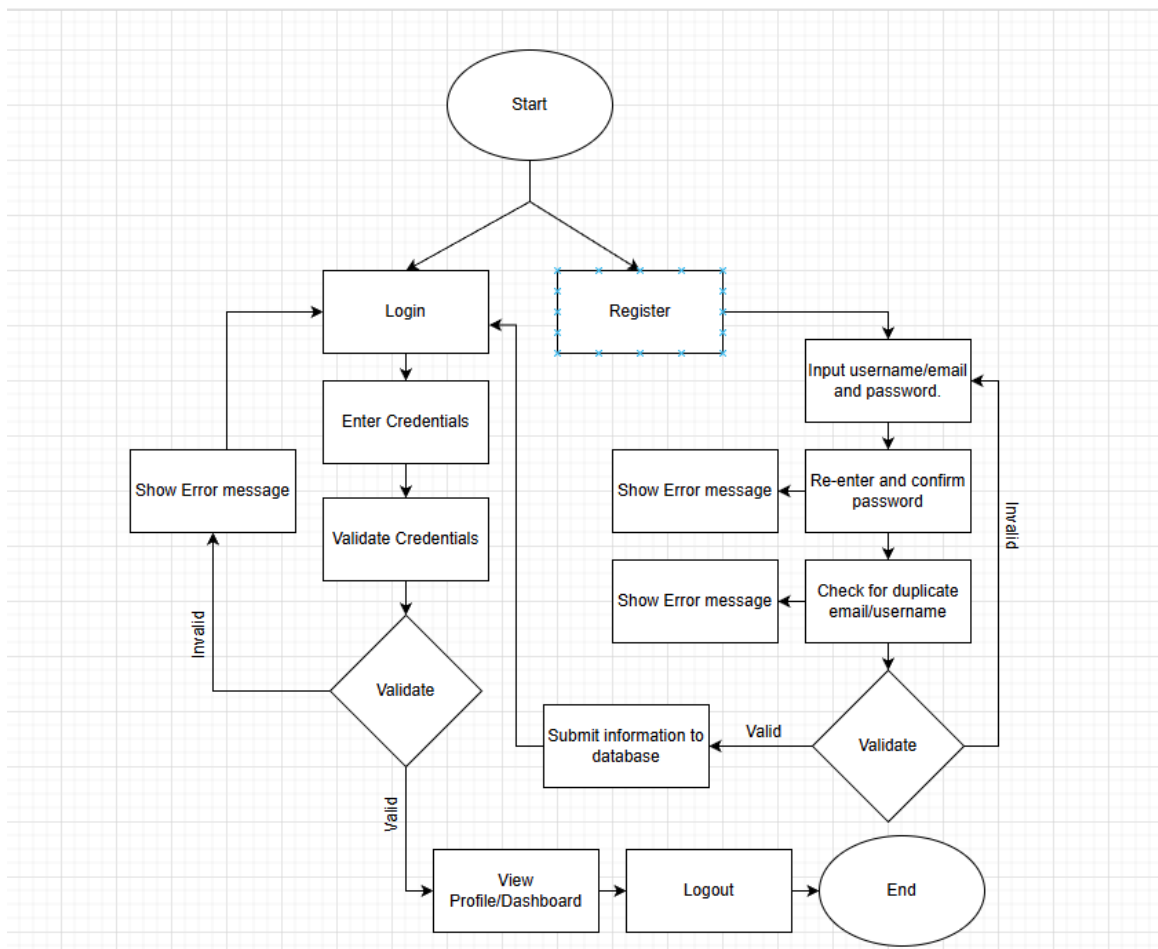 Start
Login
Register
Input username/email
and password.
Enter Credentials
Show Error message
Show Error message
Re-enter and confirm
password
Invalid
Validate Credentials
Show Error message
Check for duplicate
email/username
Invalid
Validate
Submit information to
database
Valid
Validate
Valid
View
Profile/Dashboard
Logout
End